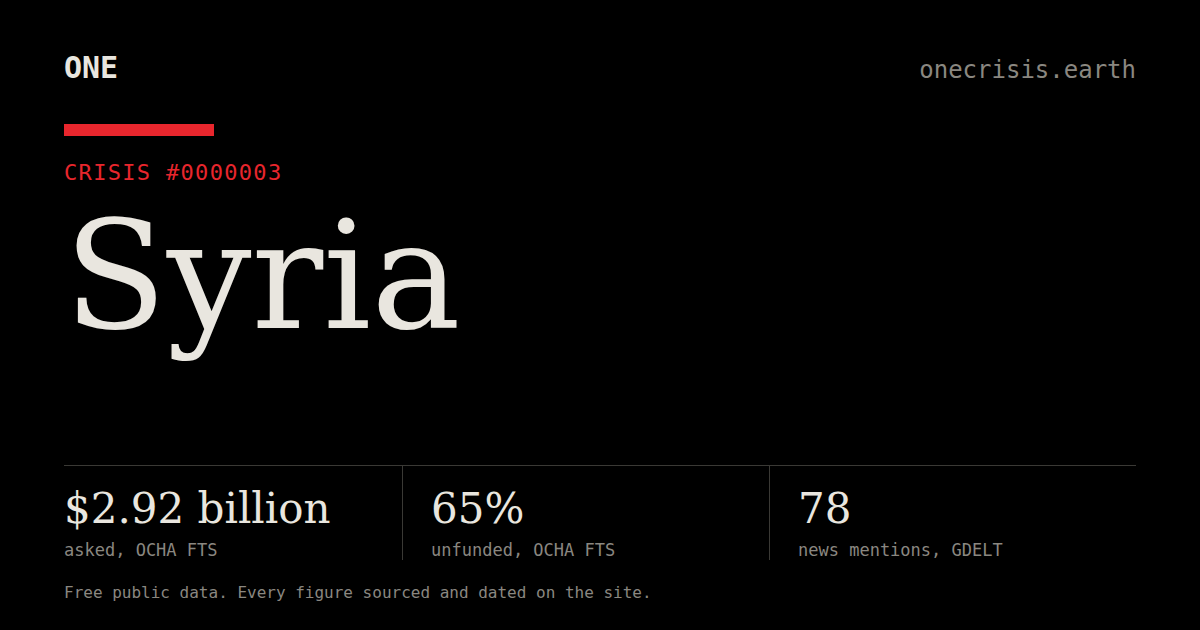 ONE
onecrisis.earth
CRISIS #0000003
Syria
$2.92 billion
asked, OCHA FTS
65%
unfunded, OCHA FTS
78
news mentions, GDELT
Free public data. Every figure sourced and dated on the site.